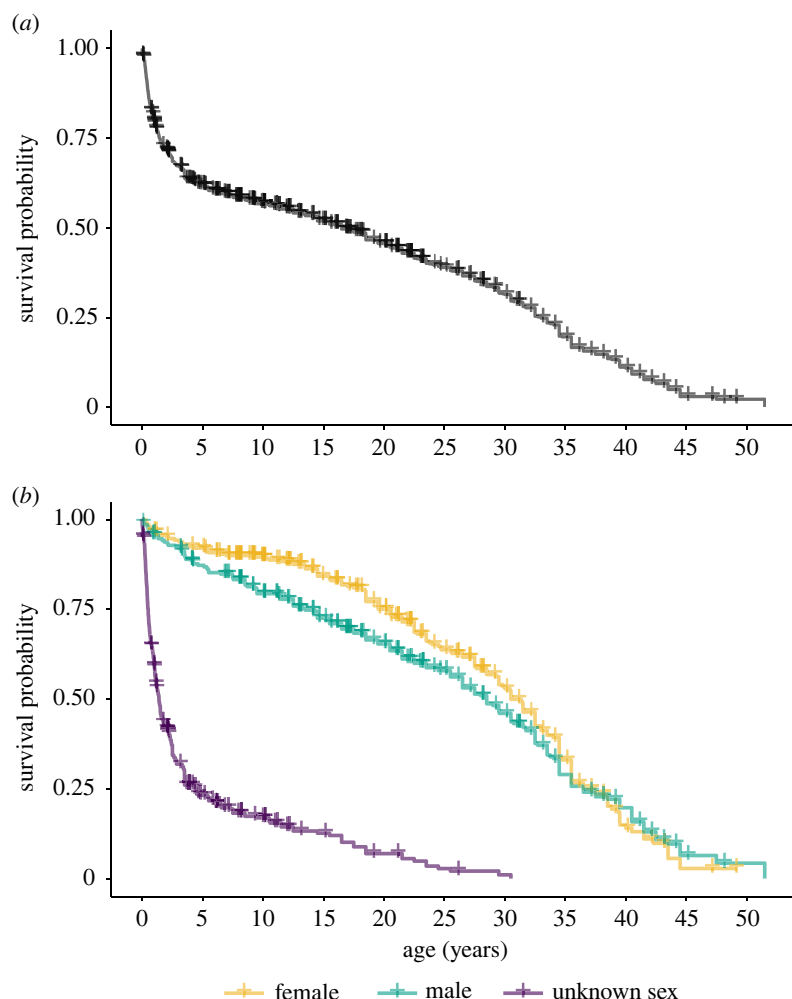 (a)
1.00
0.75
0.50
0.25
0
survival probability
0 5 10 15 20 25 30 35 40 45 50
(b)
1.00
0.75
0.50
0.25
0
survival probability
0 5 10 15 20 25 30 35 40 45 50
age (years)
female male unknown sex